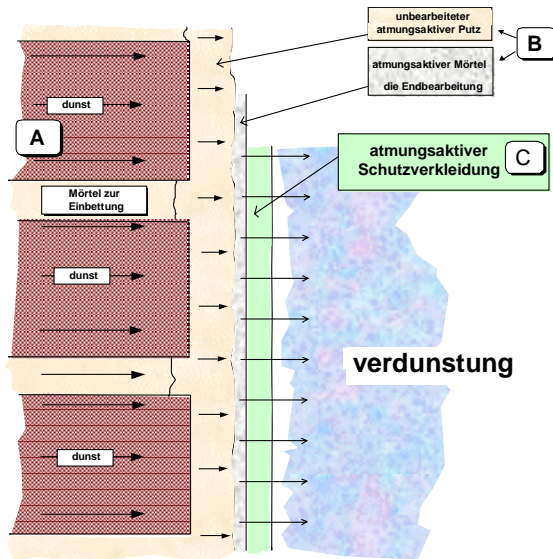 unbearbeiteter
atmungsaktiver Putz
B
atmungsaktiver Mörtel
die Endbearbeitung
dunst
A
atmungsaktiver
Schutzverkleidung
C
Mörtel zur
Einbettung
dunst
verdunstung
dunst